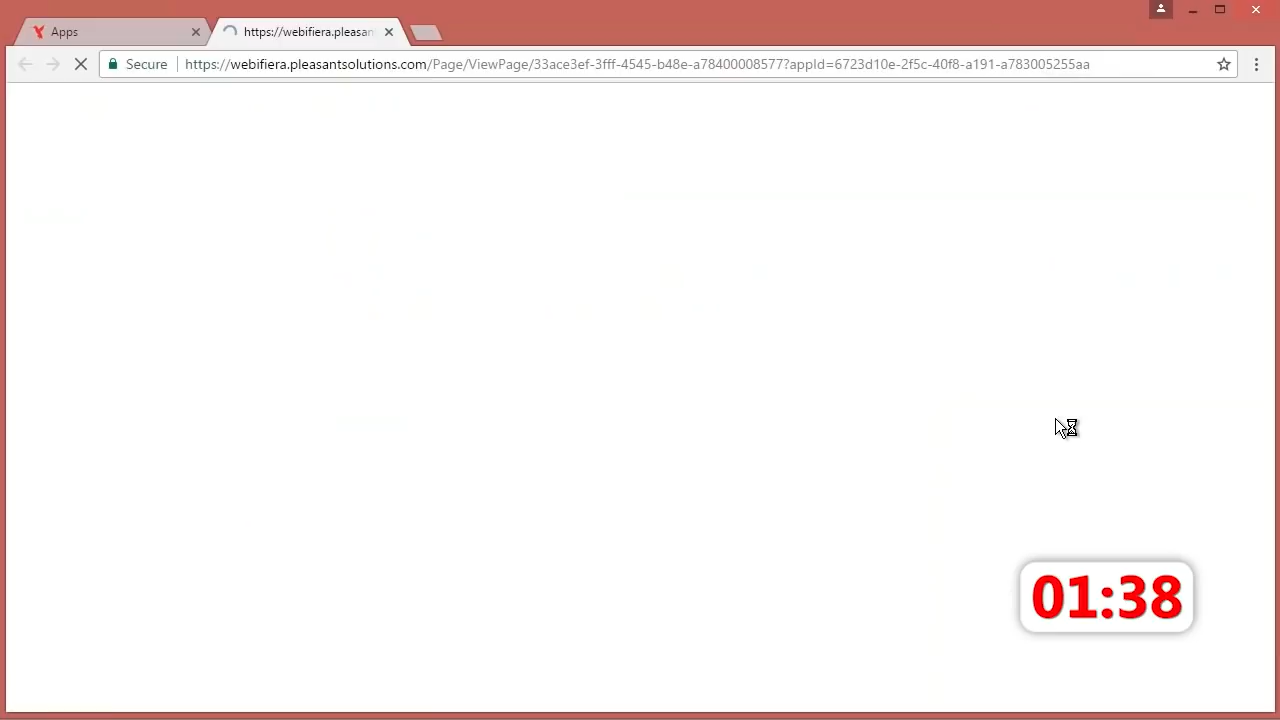 Apps
https://webifiera.pleasan
Secure
https://webifiera.pleasantsolutions.com/Page/ViewPage/33ace3ef-3fff-4545-b48e-a78400008577?appId=6723d10e-2f5c-40f8-a191-a783005255aa
01:38